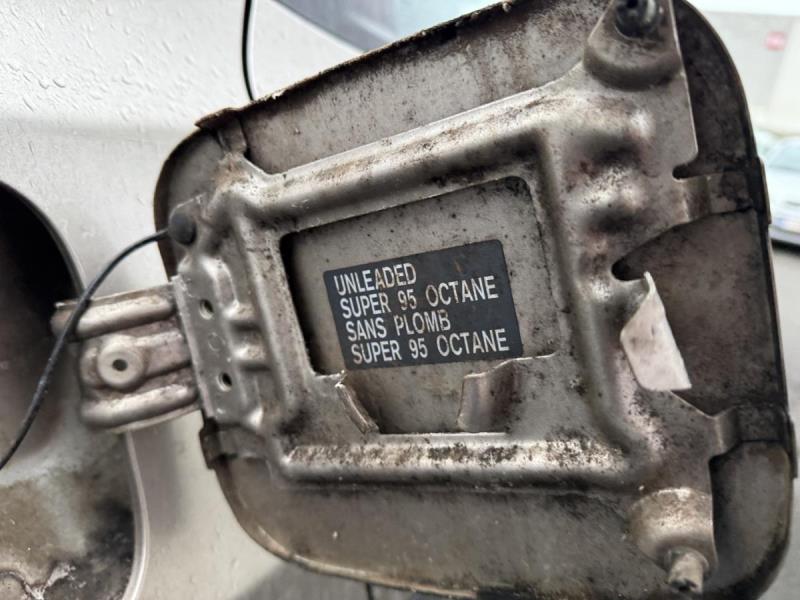 UNLEADED
SUPER 95 OCTANE
SANS PLOMB
SUPER 95 OCTANE